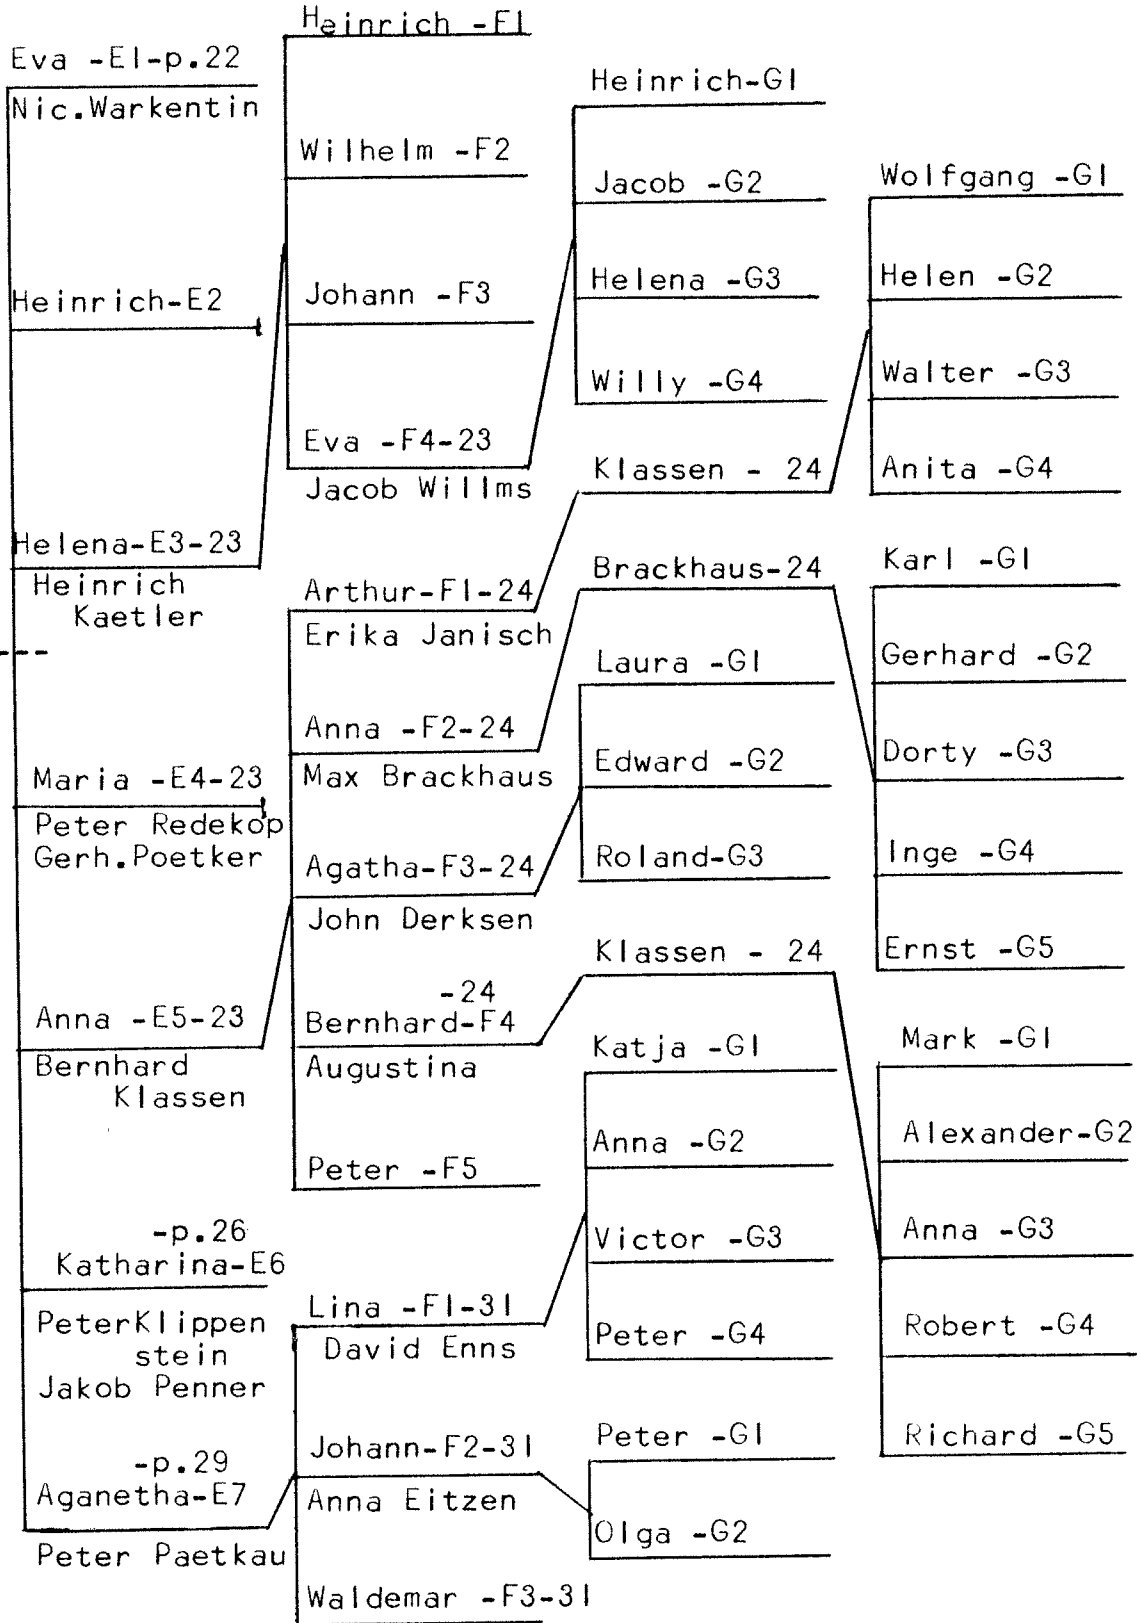 Eva -E1-p.22
Nic.Warkentin
Heinrich-E2
Helena-E3-23
Heinrich
Kaetler
Maria -E4-23
Peter Redekop
Gerh.Poetker
Anna -E5-23
Bernhard
Klassen
-p.26
Katharina-E6
PeterKlippen
stein
Jakob Penner
-p.29
Aganetha-E7
Peter Paetkau
Heinrich -F1
Wilhelm -F2
Johann -F3
Eva -F4-23
Jacob Willms
Arthur-F1-24
Erika Janisch
Anna -F2-24
Max Brackhaus
Agatha-F3-24
John Derksen
-24
Bernhard-F4
Augustina
Peter -F5
Lina -F1-31
David Enns
Johann-F2-31
Anna Eitzen
Waldemar -F3-31
Heinrich-G1
Jacob -G2
Helena -G3
Willy -G4
Klassen - 24
Brackhaus-24
Laura -G1
Edward -G2
Roland-G3
Klassen - 24
Katja -G1
Anna -G2
Victor -G3
Peter -G4
Peter -G1
Olga -G2
Wolfgang -G1
Helen -G2
Walter -G3
Anita -G4
Karl -G1
Gerhard -G2
Dorty -G3
Inge -G4
Ernst -G5
Mark -G1
Alexander-G2
Anna -G3
Robert -G4
Richard -G5